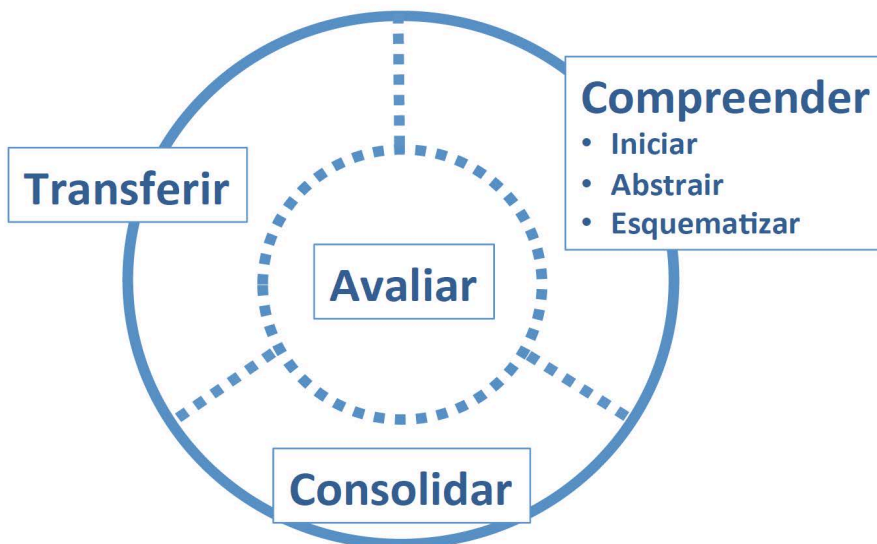 Compreender
• Iniciar
• Abstrair
• Esquematizar
Transferir
Avaliar
Consolidar